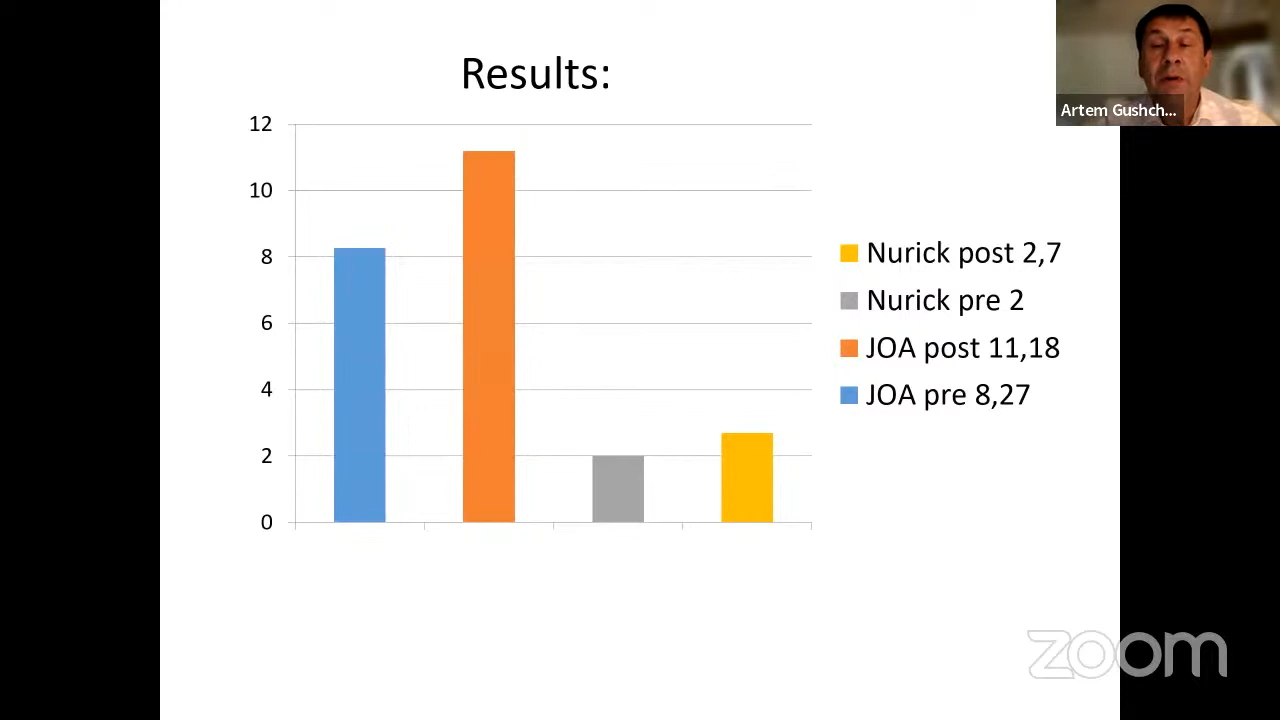 Results:
12
10
8
6
4
2
0
Nurick post 2,7
Nurick pre 2
JOA post 11,18
JOA pre 8,27
Artem Gushch...
zoom